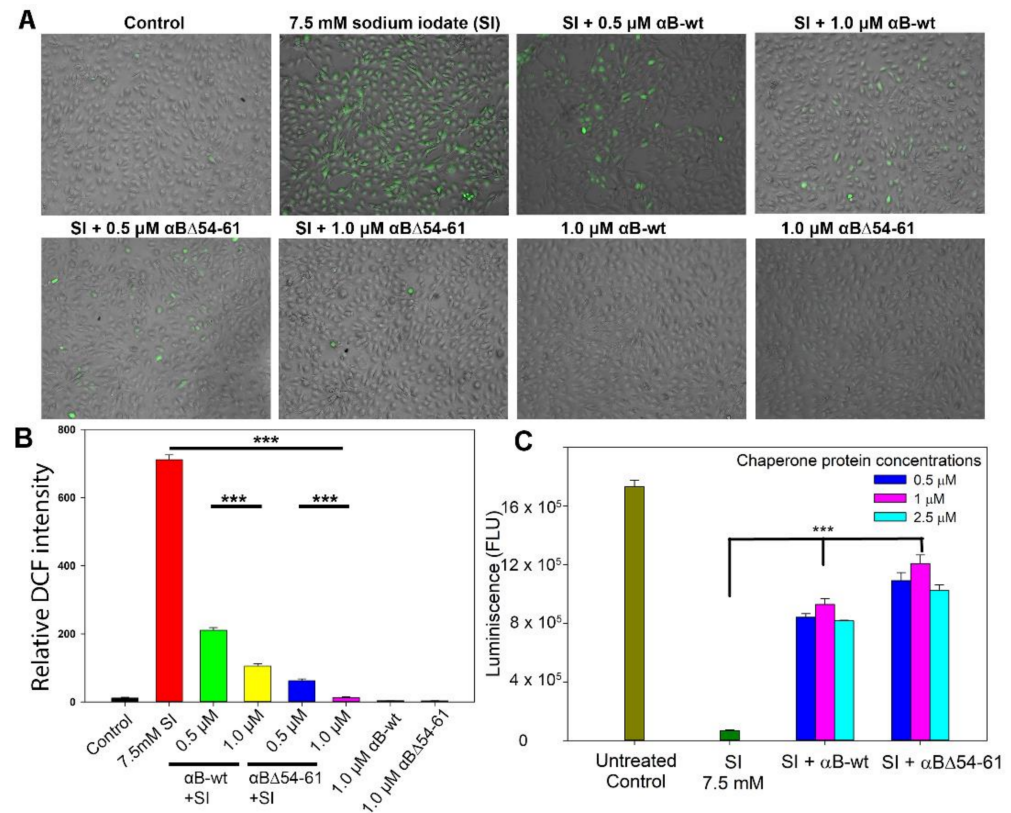 A
Control
7.5 mM sodium iodate (SI)
SI + 0.5 µM αB-wt
SI + 1.0 µM αB-wt
SI + 0.5 µM αBΔ54-61
SI + 1.0 µM αBΔ54-61
1.0 µM αB-wt
1.0 µM αBΔ54-61
B
Relative DCF intensity
800
600
400
200
0
***
***
***
Control
7.5mM SI
0.5 µM
1.0 µM
0.5 µM
1.0 µM
1.0 µM αB-wt
1.0 µM αBΔ54-61
αB-wt
+SI
αBΔ54-61
+SI
C
Luminiscence (FLU)
Chaperone protein concentrations
0.5 µM
1 µM
2.5 µM
***
16 x 10⁵
12 x 10⁵
8 x 10⁵
4 x 10⁵
0
Untreated
Control
SI
7.5 mM
SI + αB-wt
SI + αBΔ54-61